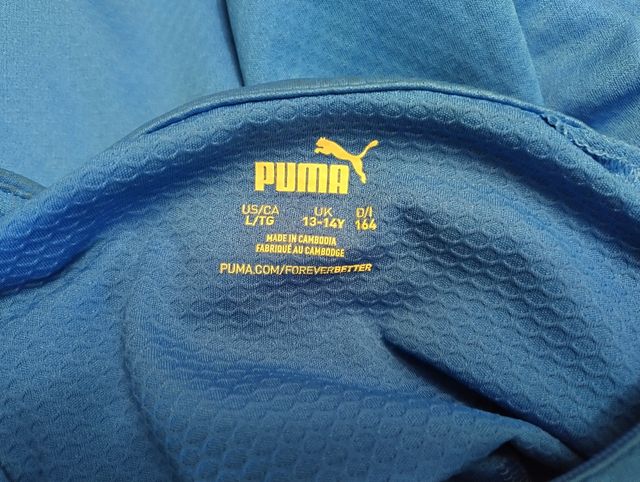 PUMA
US/CA UK D/I
L/TG 13-14Y 164
MADE IN CAMBODIA
FABRIQUÉ AU CAMBODGE
PUMA.COM/FOREVERBETTER